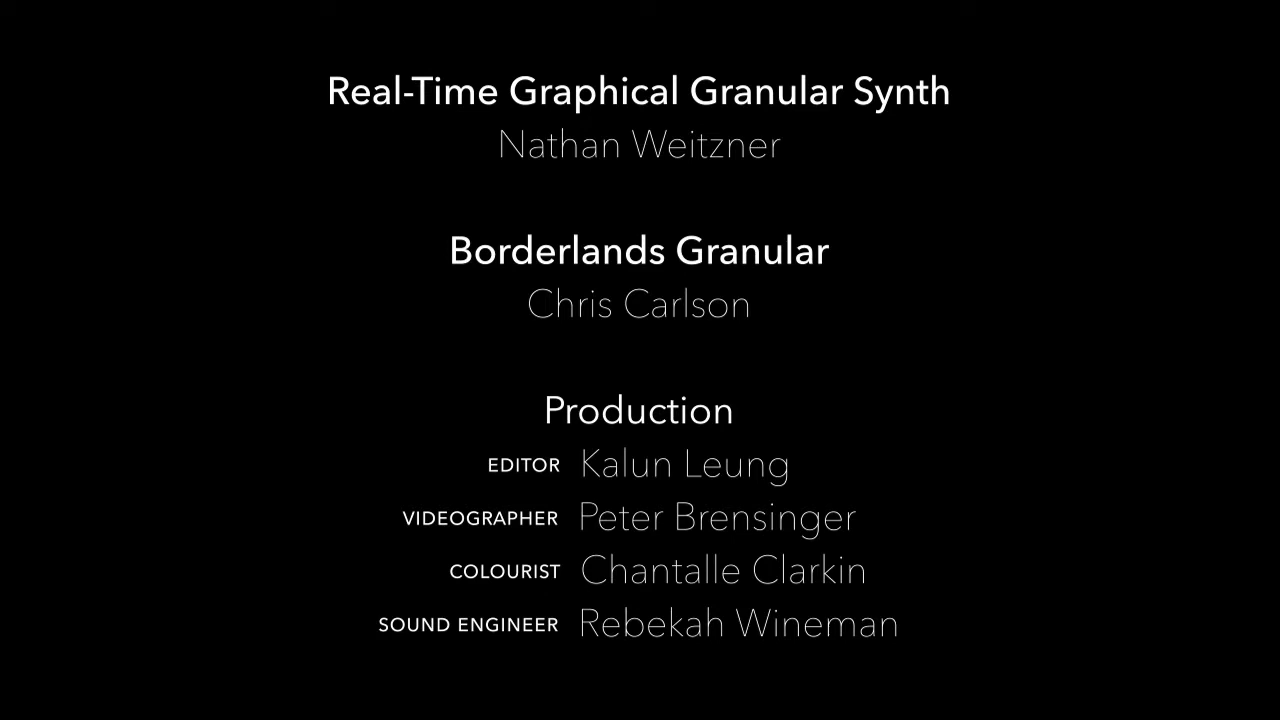 Real-Time Graphical Granular Synth
Nathan Weitzner
Borderlands Granular
Chris Carlson
Production
EDITOR Kalun Leung
VIDEOGRAPHER Peter Brensinger
COLOURIST Chantalle Clarkin
SOUND ENGINEER Rebekah Wineman